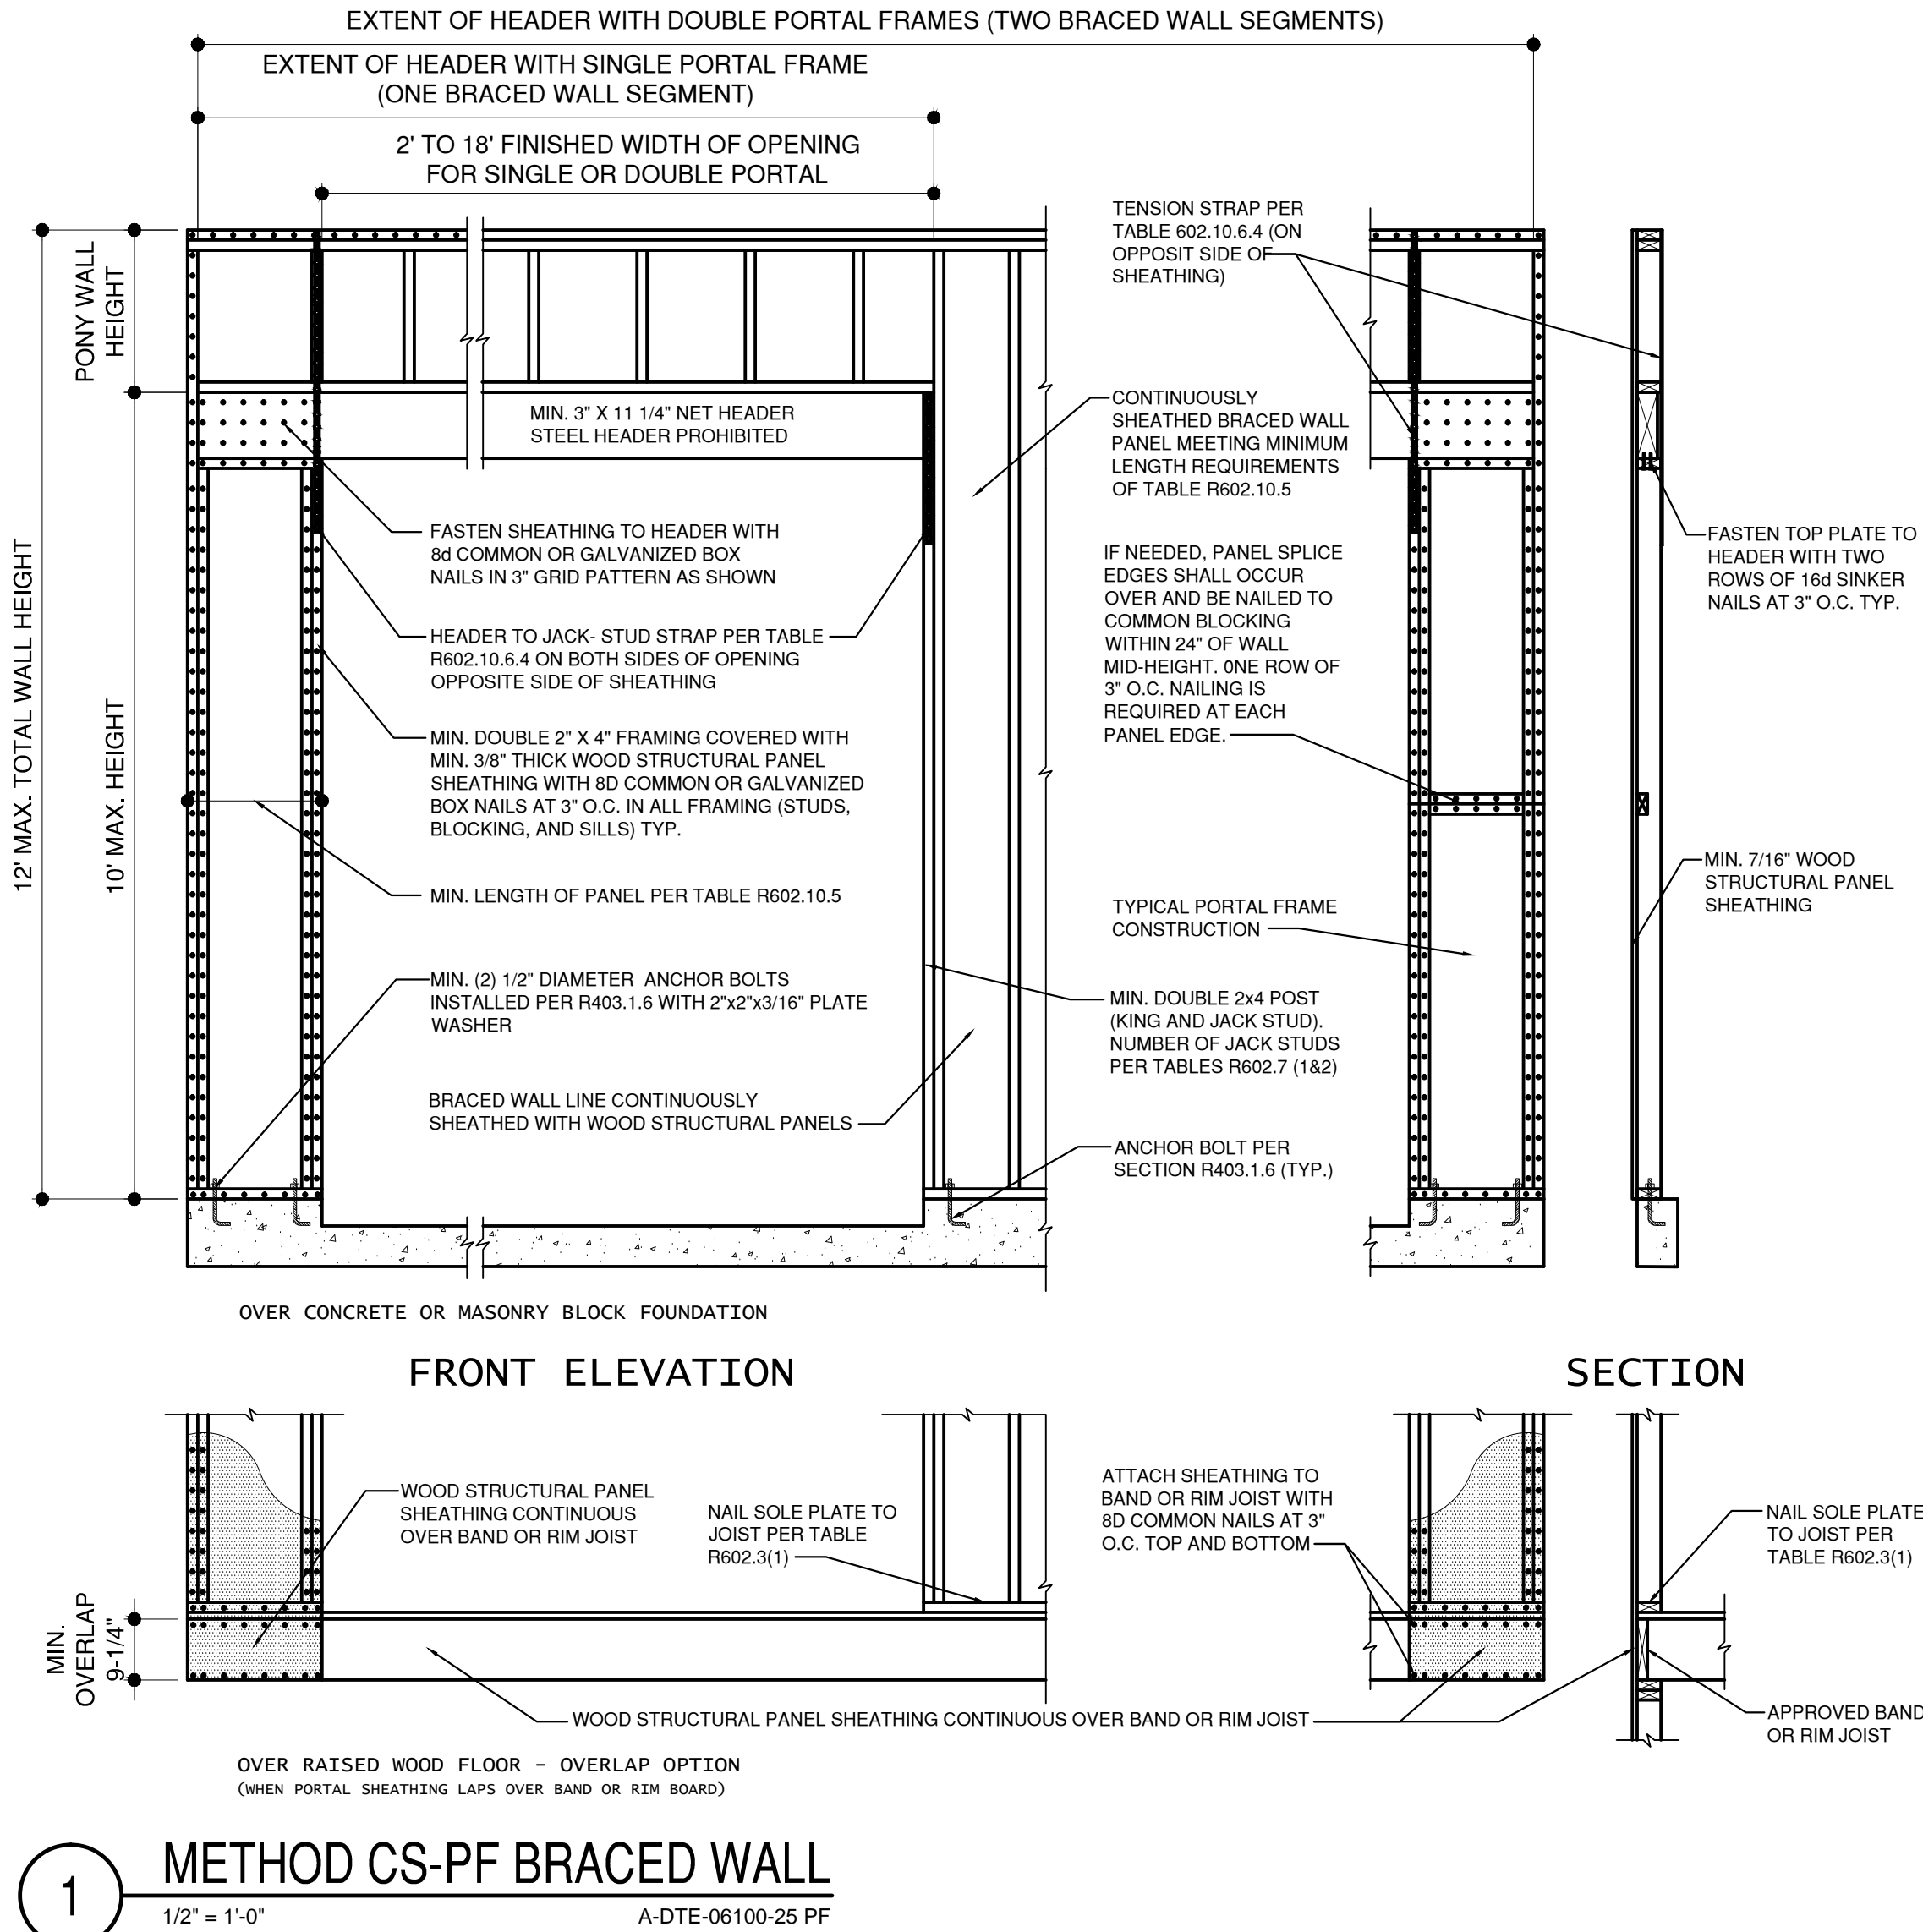 EXTENT OF HEADER WITH DOUBLE PORTAL FRAMES (TWO BRACED WALL SEGMENTS)
EXTENT OF HEADER WITH SINGLE PORTAL FRAME
(ONE BRACED WALL SEGMENT)
2' TO 18' FINISHED WIDTH OF OPENING
FOR SINGLE OR DOUBLE PORTAL
12' MAX. TOTAL WALL HEIGHT
PONY WALL
HEIGHT
10' MAX. HEIGHT
MIN. 3" X 11 1/4" NET HEADER
STEEL HEADER PROHIBITED
FASTEN SHEATHING TO HEADER WITH
8d COMMON OR GALVANIZED BOX
NAILS IN 3" GRID PATTERN AS SHOWN
HEADER TO JACK- STUD STRAP PER TABLE
R602.10.6.4 ON BOTH SIDES OF OPENING
OPPOSITE SIDE OF SHEATHING
MIN. DOUBLE 2" X 4" FRAMING COVERED WITH
MIN. 3/8" THICK WOOD STRUCTURAL PANEL
SHEATHING WITH 8D COMMON OR GALVANIZED
BOX NAILS AT 3" O.C. IN ALL FRAMING (STUDS,
BLOCKING, AND SILLS) TYP.
MIN. LENGTH OF PANEL PER TABLE R602.10.5
MIN. (2) 1/2" DIAMETER ANCHOR BOLTS
INSTALLED PER R403.1.6 WITH 2"x2"x3/16" PLATE
WASHER
BRACED WALL LINE CONTINUOUSLY
SHEATHED WITH WOOD STRUCTURAL PANELS
TENSION STRAP PER
TABLE 602.10.6.4 (ON
OPPOSIT SIDE OF
SHEATHING)
CONTINUOUSLY
SHEATHED BRACED WALL
PANEL MEETING MINIMUM
LENGTH REQUIREMENTS
OF TABLE R602.10.5
IF NEEDED, PANEL SPLICE
EDGES SHALL OCCUR
OVER AND BE NAILED TO
COMMON BLOCKING
WITHIN 24" OF WALL
MID-HEIGHT. 0NE ROW OF
3" O.C. NAILING IS
REQUIRED AT EACH
PANEL EDGE.
TYPICAL PORTAL FRAME
CONSTRUCTION
MIN. DOUBLE 2x4 POST
(KING AND JACK STUD).
NUMBER OF JACK STUDS
PER TABLES R602.7 (1&2)
ANCHOR BOLT PER
SECTION R403.1.6 (TYP.)
FASTEN TOP PLATE TO
HEADER WITH TWO
ROWS OF 16d SINKER
NAILS AT 3" O.C. TYP.
MIN. 7/16" WOOD
STRUCTURAL PANEL
SHEATHING
OVER CONCRETE OR MASONRY BLOCK FOUNDATION
FRONT ELEVATION
SECTION
MIN.
OVERLAP
9-1/4"
WOOD STRUCTURAL PANEL
SHEATHING CONTINUOUS
OVER BAND OR RIM JOIST
NAIL SOLE PLATE TO
JOIST PER TABLE
R602.3(1)
ATTACH SHEATHING TO
BAND OR RIM JOIST WITH
8D COMMON NAILS AT 3"
O.C. TOP AND BOTTOM
NAIL SOLE PLATE
TO JOIST PER
TABLE R602.3(1)
WOOD STRUCTURAL PANEL SHEATHING CONTINUOUS OVER BAND OR RIM JOIST
APPROVED BAND
OR RIM JOIST
OVER RAISED WOOD FLOOR - OVERLAP OPTION
(WHEN PORTAL SHEATHING LAPS OVER BAND OR RIM BOARD)
1
METHOD CS-PF BRACED WALL
1/2" = 1'-0"
A-DTE-06100-25 PF